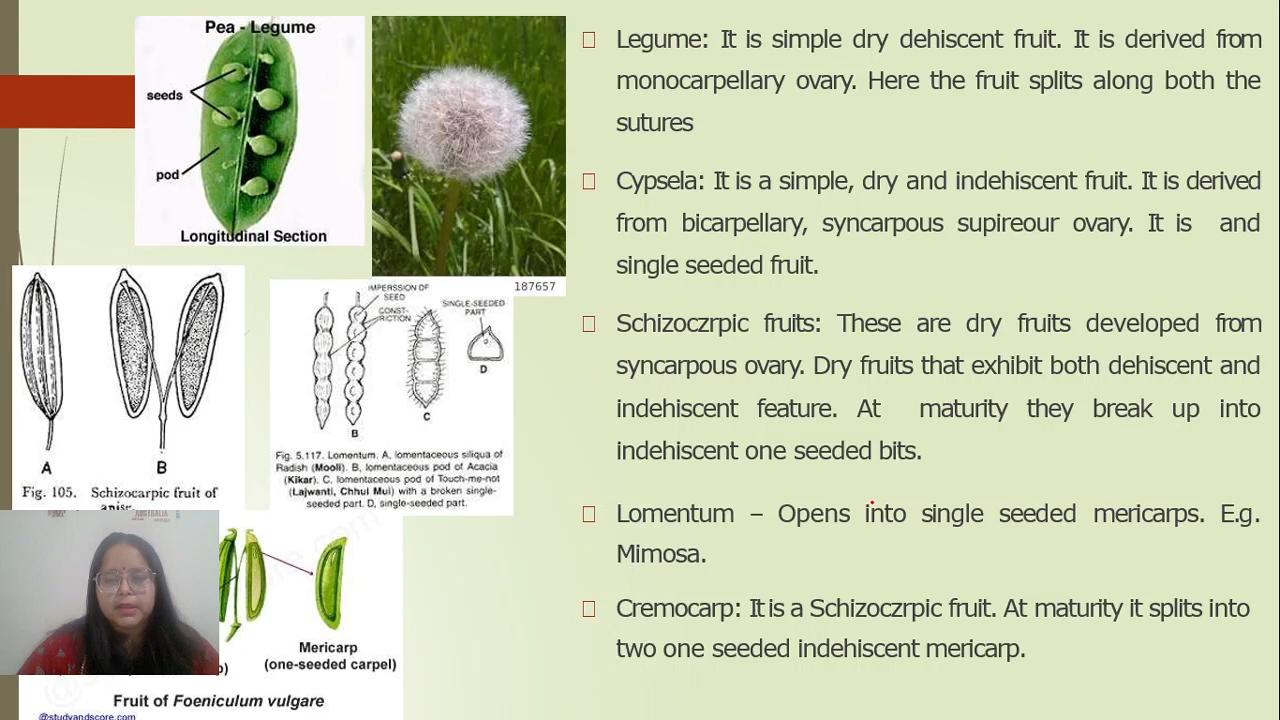 Pea - Legume
seeds
pod
Longitudinal Section
187657
A
B
Fig. 105. Schizocarpic fruit of
anise.
IMPERSSION OF
SEED
CONST-
RICTION
SINGLE-SEEDED
PART
B
C
D
Fig. 5.117. Lomentum. A, lomentaceous siliqua of
Radish (Mooli). B, lomentaceous pod of Acacia
(Kikar). C, lomentaceous pod of Touch-me-not
(Lajwanti, Chhui Mui) with a broken single-
seeded part. D, single-seeded part.
Mericarp
(one-seeded carpel)
Fruit of Foeniculum vulgare
@studyandscore.com
Legume: It is simple dry dehiscent fruit. It is derived from
monocarpellary ovary. Here the fruit splits along both the
sutures
Cypsela: It is a simple, dry and indehiscent fruit. It is derived
from bicarpellary, syncarpous supireour ovary. It is and
single seeded fruit.
Schizoczrpic fruits: These are dry fruits developed from
syncarpous ovary. Dry fruits that exhibit both dehiscent and
indehiscent feature. At maturity they break up into
indehiscent one seeded bits.
Lomentum – Opens into single seeded mericarps. E.g.
Mimosa.
Cremocarp: It is a Schizoczrpic fruit. At maturity it splits into
two one seeded indehiscent mericarp.